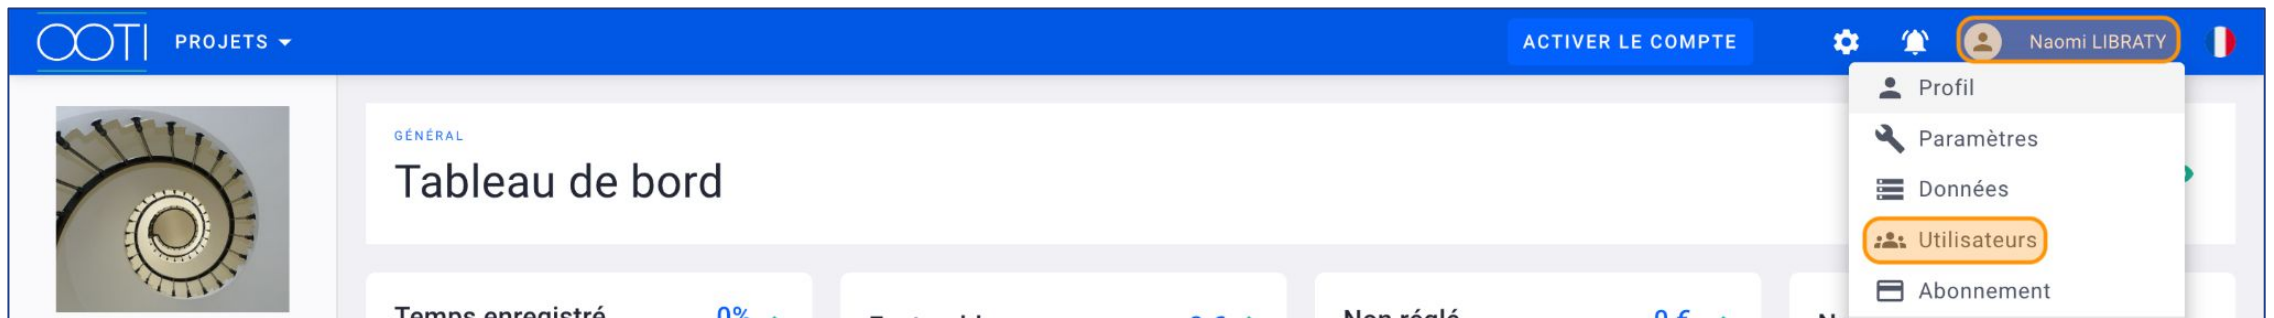 OOTI PROJETS ACTIVER LE COMPTE Naomi LIBRATY
Profil
GÉNÉRAL
Paramètres
Tableau de bord
Données
Utilisateurs
Abonnement
Temps enregistré 0% Non réglé